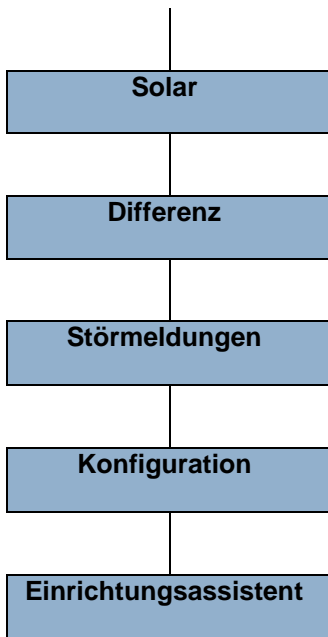 Solar
Differenz
Störmeldungen
Konfiguration
Einrichtungsassistent